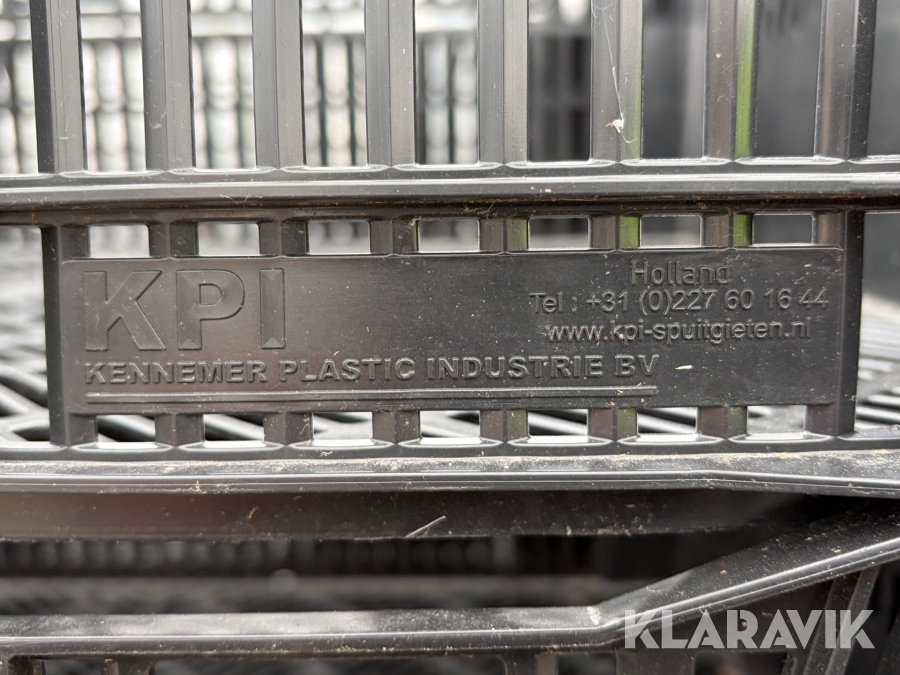 KPI
KENNEMER PLASTIC INDUSTRIE BV
Holland
Tel : +31 (0)227 60 16 44
www.kpi-spuitgieten.nl
KLARAVIK